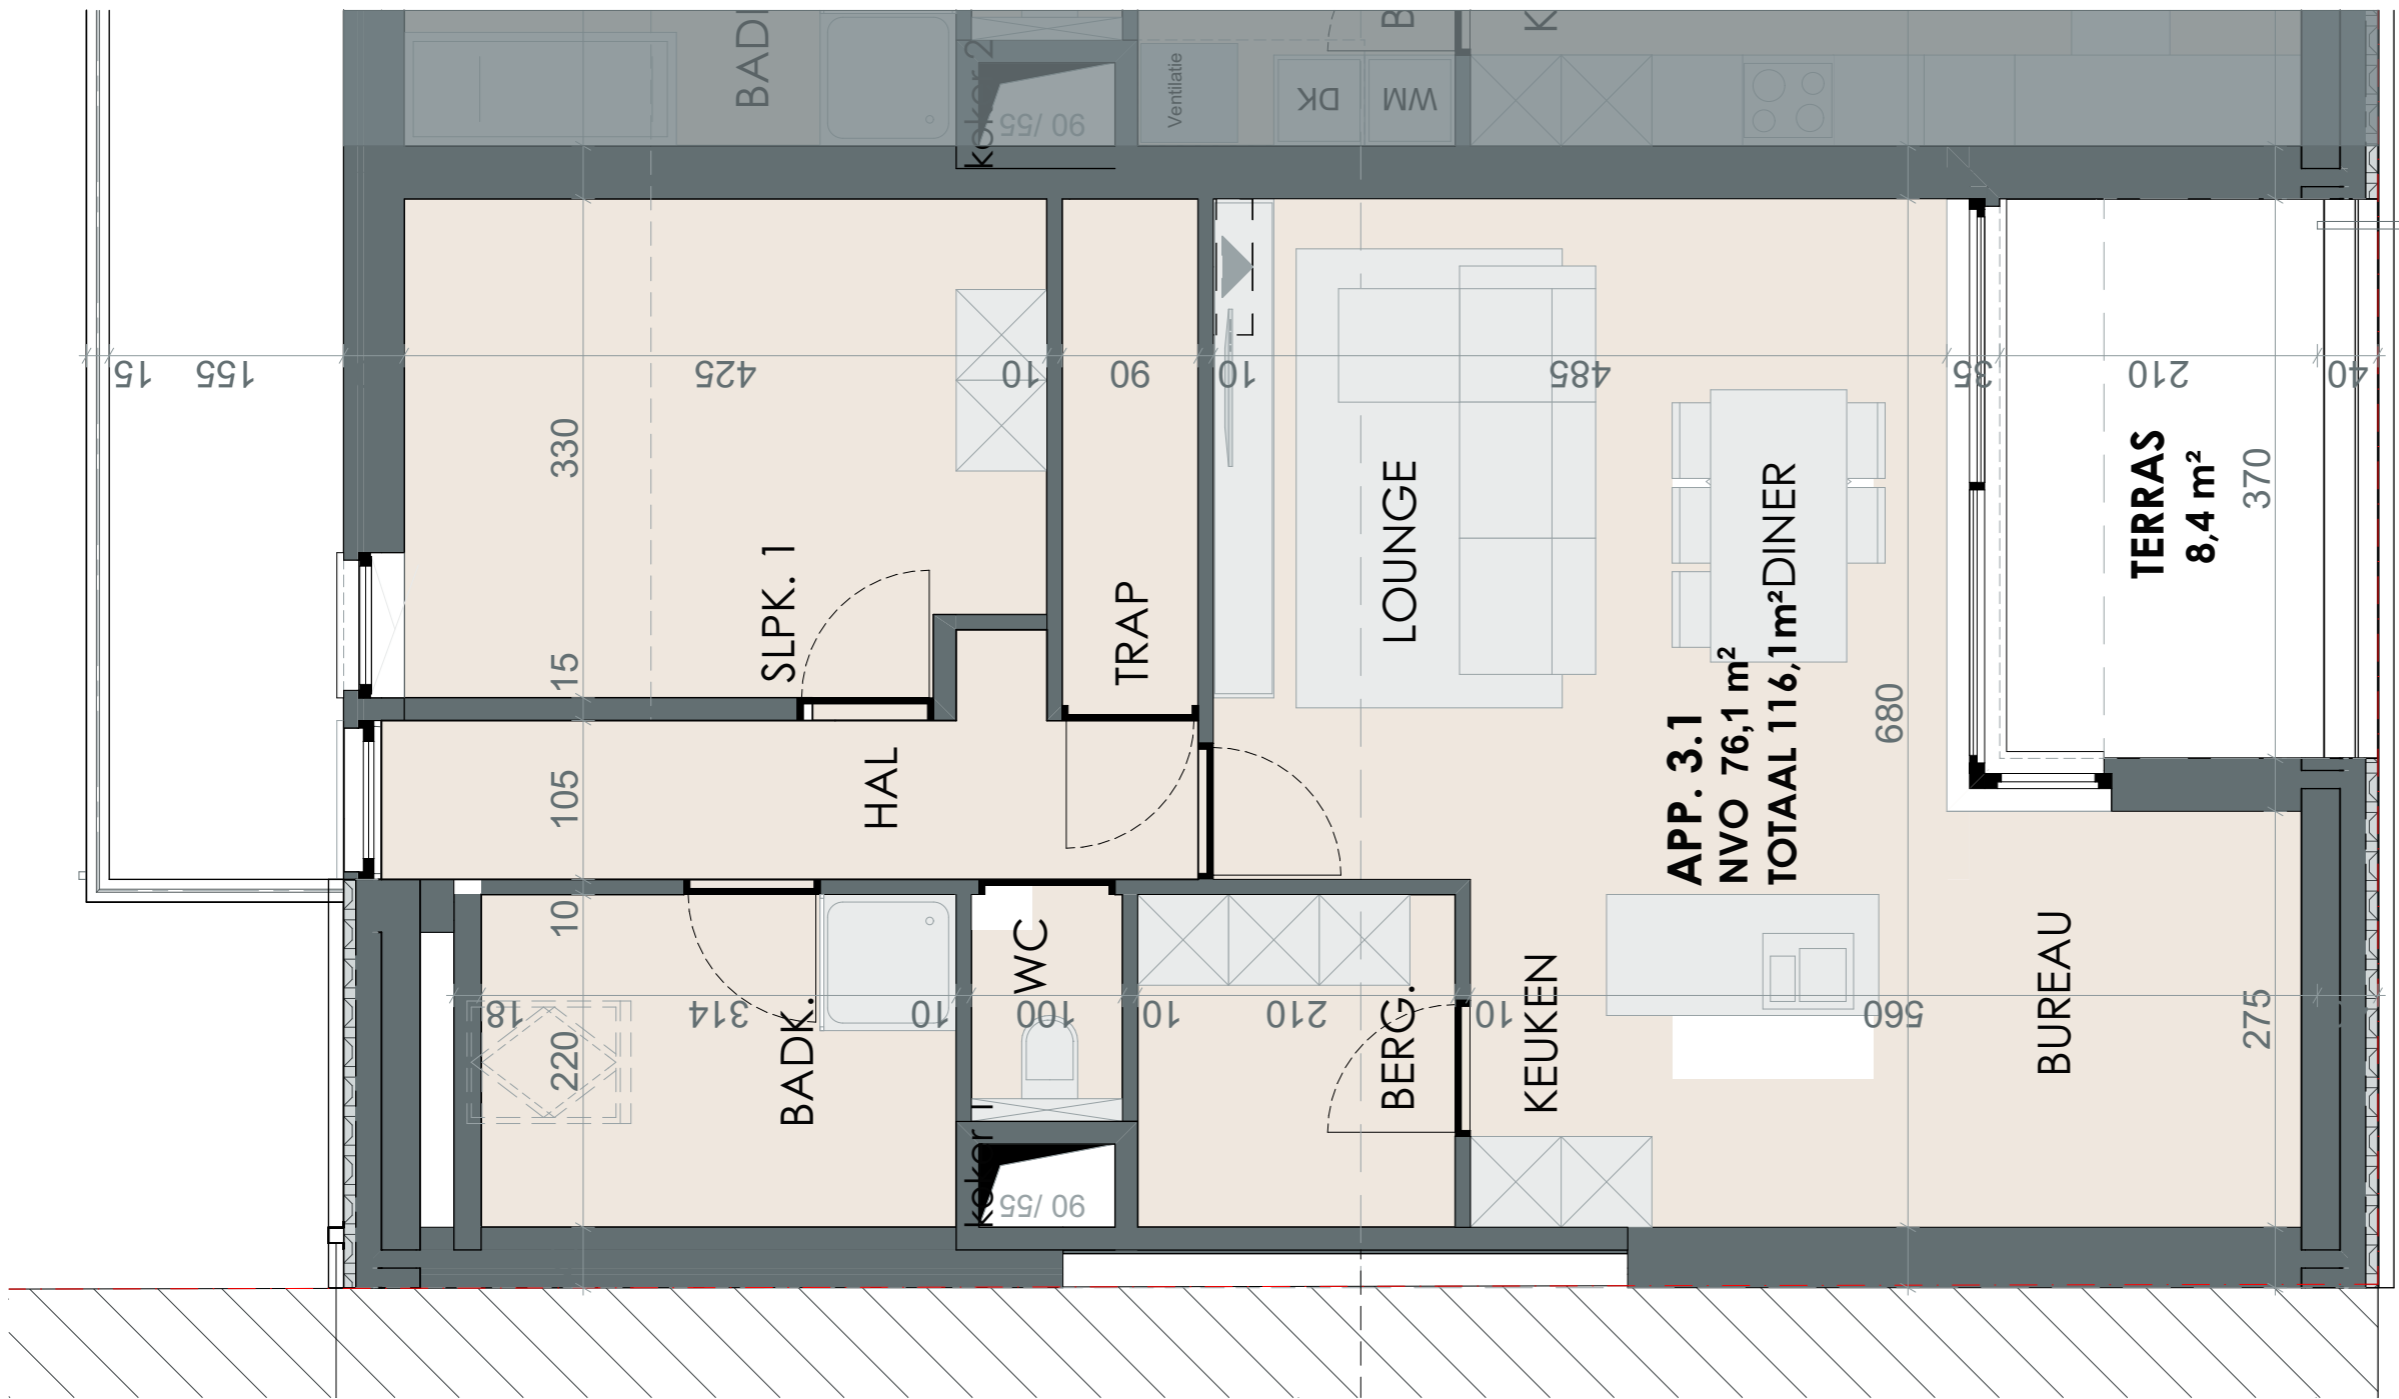 BADK
koker 2
90 /55
Ventilatie
DK
WM
B
K
15
155
425
10
90
10
485
35
210
40
330
SLPK. 1
15
TRAP
LOUNGE
DINER
TERRAS
8,4 m²
370
APP. 3.1
NVO 76,1 m²
TOTAAL 116,1m²
680
HAL
105
10
18
314
10
WC
100
10
210
10
560
275
220
BADK.
koker 1
90 /55
BERG.
KEUKEN
BUREAU